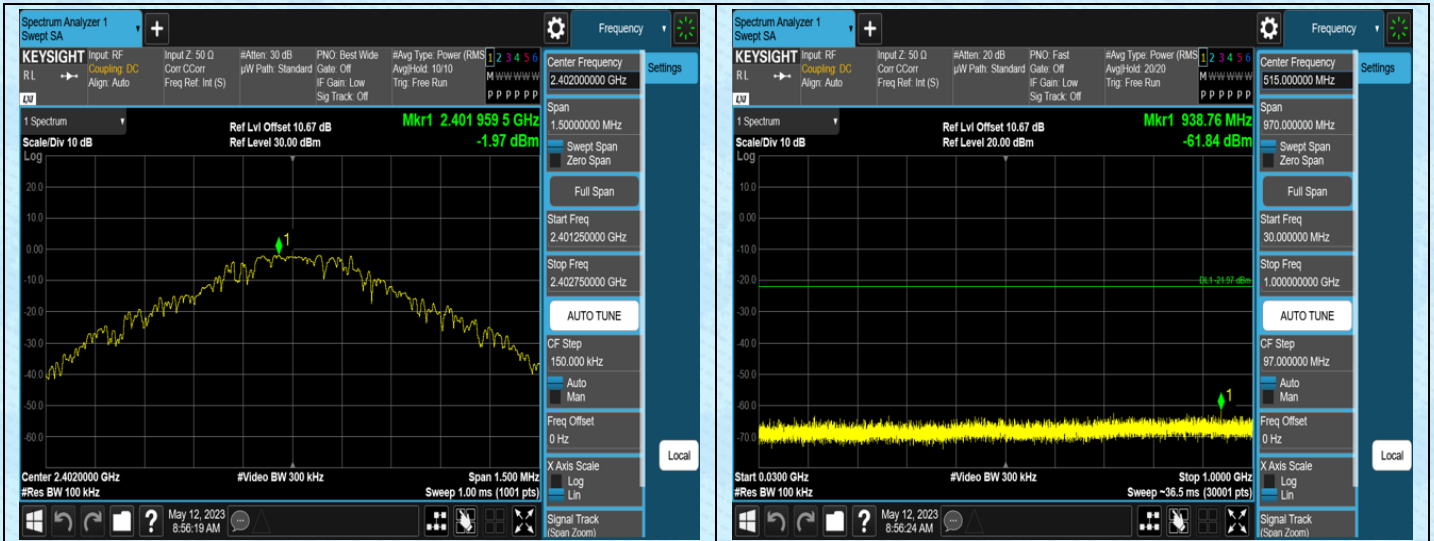 Spectrum Analyzer 1
Swept SA
+
Frequency
KEYSIGHT Input: RF
Coupling: DC
Align: Auto
RL
LXI
Input Z: 50 Ω
Corr CCorr
Freq Ref: Int (S)
#Atten: 30 dB
µW Path: Standard
PNO: Best Wide
Gate: Off
IF Gain: Low
Sig Track: Off
#Avg Type: Power (RMS
Avg|Hold: 10/10
Trig: Free Run
1 2 3 4 5 6
M W W W W W
P P P P P P
Center Frequency
2.402000000 GHz
Settings
Span
1.50000000 MHz
Swept Span
Zero Span
Full Span
Start Freq
2.401250000 GHz
Stop Freq
2.402750000 GHz
AUTO TUNE
CF Step
150.000 kHz
Auto
Man
Freq Offset
0 Hz
X Axis Scale
Log
Lin
Signal Track
(Span Zoom)
Local
1 Spectrum
Scale/Div 10 dB
Log
Ref Lvl Offset 10.67 dB
Ref Level 30.00 dBm
Mkr1 2.401 959 5 GHz
-1.97 dBm
20.0
10.0
0.00
-10.0
-20.0
-30.0
-40.0
-50.0
-60.0
1
Center 2.4020000 GHz
#Res BW 100 kHz
#Video BW 300 kHz
Span 1.500 MHz
Sweep 1.00 ms (1001 pts)
?
May 12, 2023
8:56:19 AM
Spectrum Analyzer 1
Swept SA
+
Frequency
KEYSIGHT Input: RF
Coupling: DC
Align: Auto
RL
LXI
Input Z: 50 Ω
Corr CCorr
Freq Ref: Int (S)
#Atten: 20 dB
µW Path: Standard
PNO: Fast
Gate: Off
IF Gain: Low
Sig Track: Off
#Avg Type: Power (RMS
Avg|Hold: 20/20
Trig: Free Run
1 2 3 4 5 6
M W W W W W
P P P P P P
Center Frequency
515.000000 MHz
Settings
Span
970.000000 MHz
Swept Span
Zero Span
Full Span
Start Freq
30.000000 MHz
Stop Freq
1.000000000 GHz
AUTO TUNE
CF Step
97.000000 MHz
Auto
Man
Freq Offset
0 Hz
X Axis Scale
Log
Lin
Signal Track
(Span Zoom)
Local
1 Spectrum
Scale/Div 10 dB
Log
Ref Lvl Offset 10.67 dB
Ref Level 20.00 dBm
Mkr1 938.76 MHz
-61.84 dBm
10.0
0.00
-10.0
-20.0
-30.0
-40.0
-50.0
-60.0
-70.0
DL1 -21.97 dBm
1
Start 0.0300 GHz
#Res BW 100 kHz
#Video BW 300 kHz
Stop 1.0000 GHz
Sweep ~36.5 ms (30001 pts)
?
May 12, 2023
8:56:24 AM